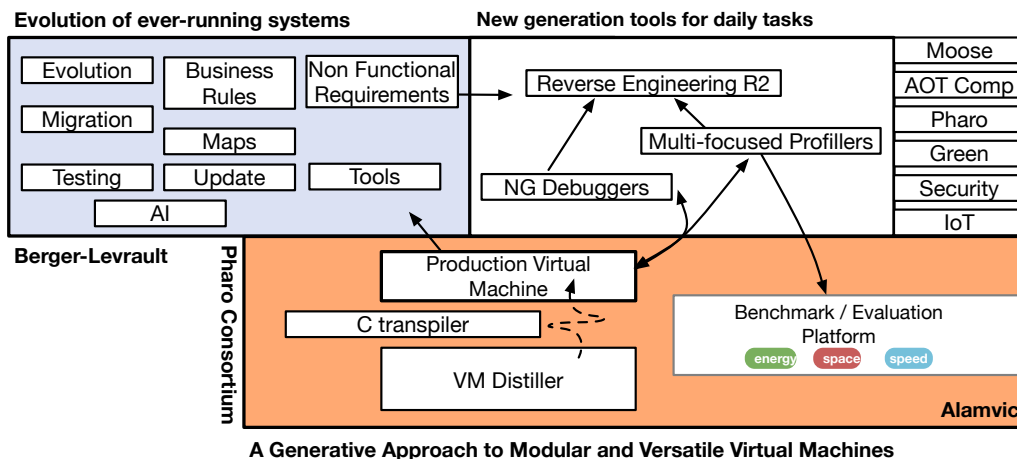 Evolution of ever-running systems
New generation tools for daily tasks
Evolution
Business
Rules
Non Functional
Requirements
Migration
Maps
Testing
Update
Tools
AI
Reverse Engineering R2
Multi-focused Profillers
NG Debuggers
Moose
AOT Comp
Pharo
Green
Security
IoT
Berger-Levrault
Pharo Consortium
Production Virtual
Machine
C transpiler
VM Distiller
Benchmark / Evaluation
Platform
energy
space
speed
Alamvic
A Generative Approach to Modular and Versatile Virtual Machines